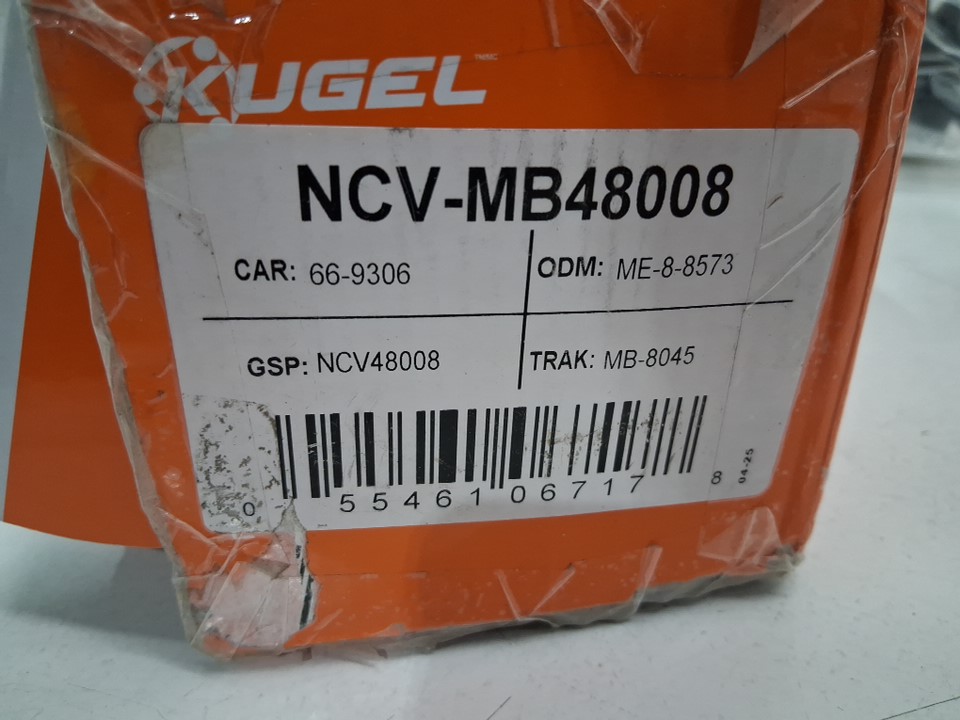 KUGEL
NCV-MB48008
CAR: 66-9306
ODM: ME-8-8573
GSP: NCV48008
TRAK: MB-8045
0 55461 06717 8
04-25